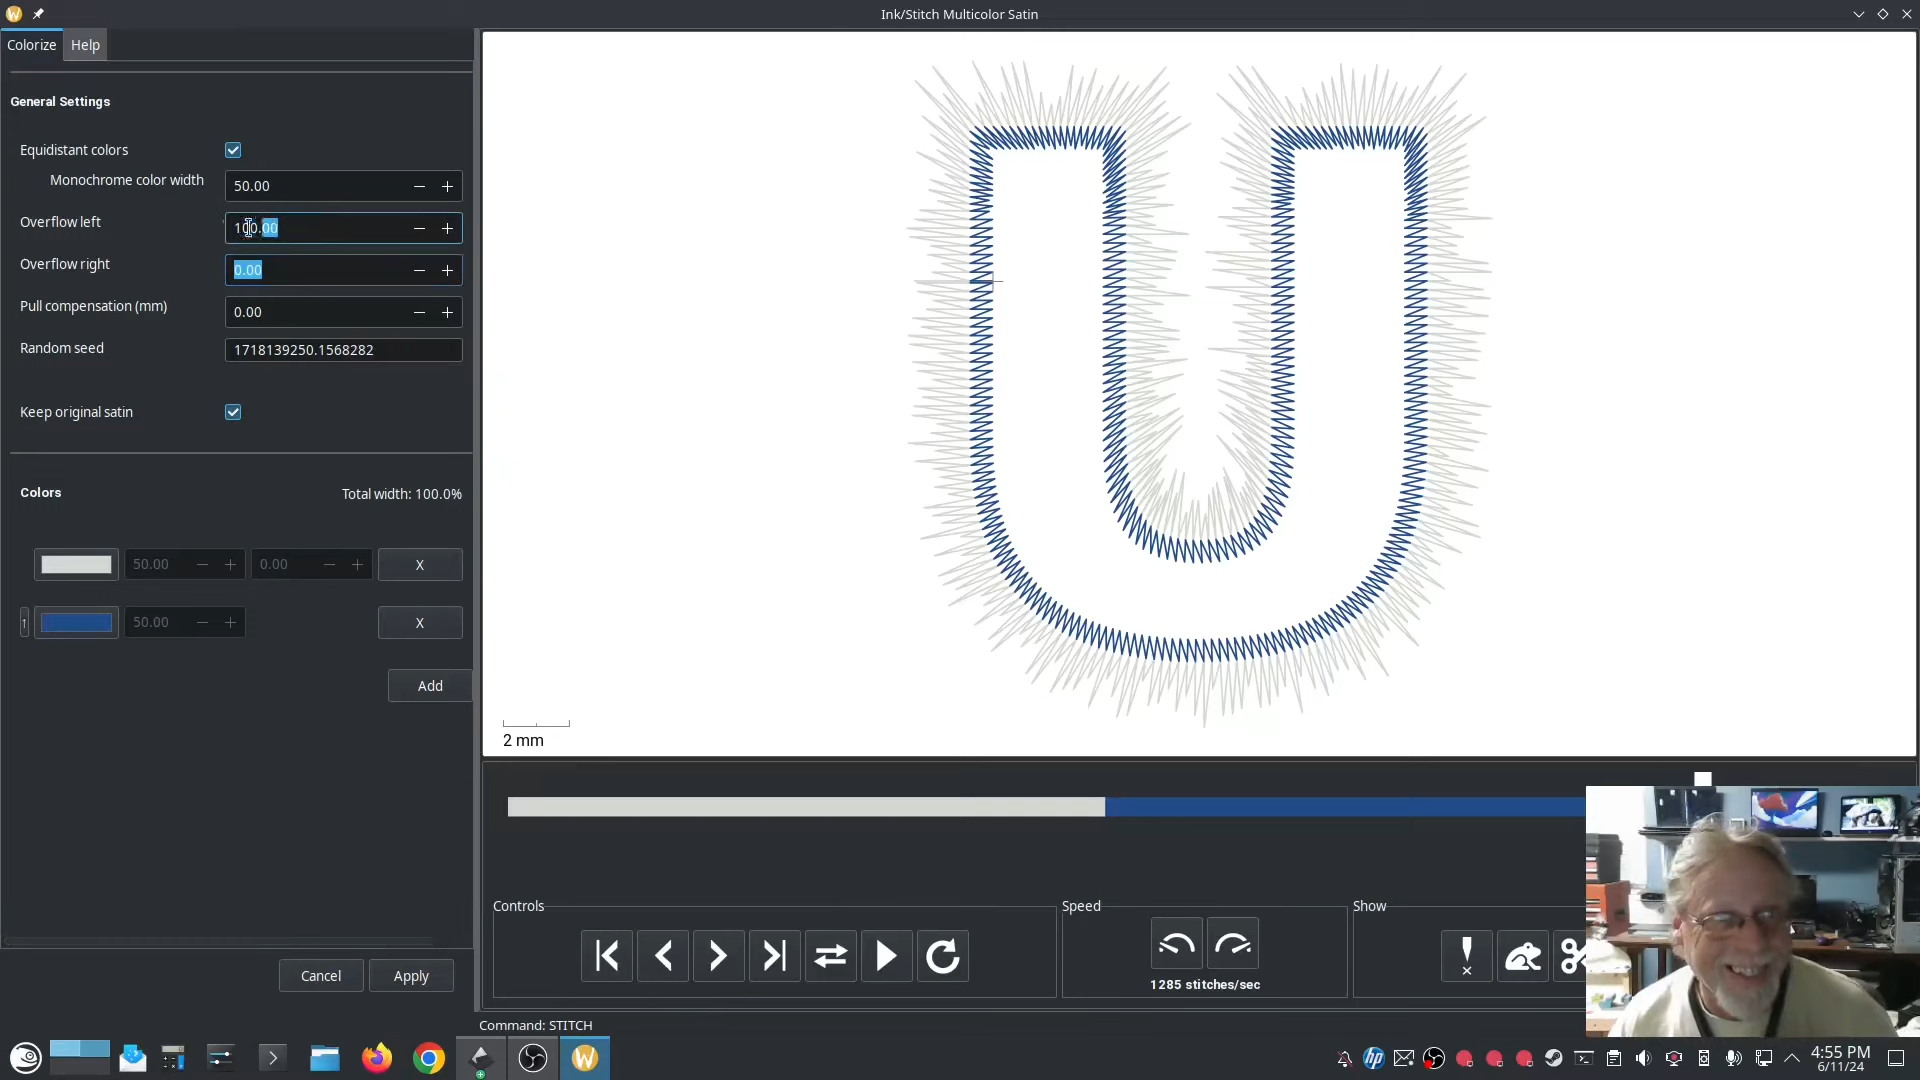 Ink/Stitch Multicolor Satin
Colorize
Help
General Settings
Equidistant colors
Monochrome color width
50.00
Overflow left
100.00
Overflow right
0.00
Pull compensation (mm)
0.00
Random seed
1718139250.1568282
Keep original satin
Colors
Total width: 100.0%
50.00
0.00
X
50.00
X
Add
Cancel
Apply
2 mm
Controls
Speed
1285 stitches/sec
Show
Command: STITCH
4:55 PM
6/11/24